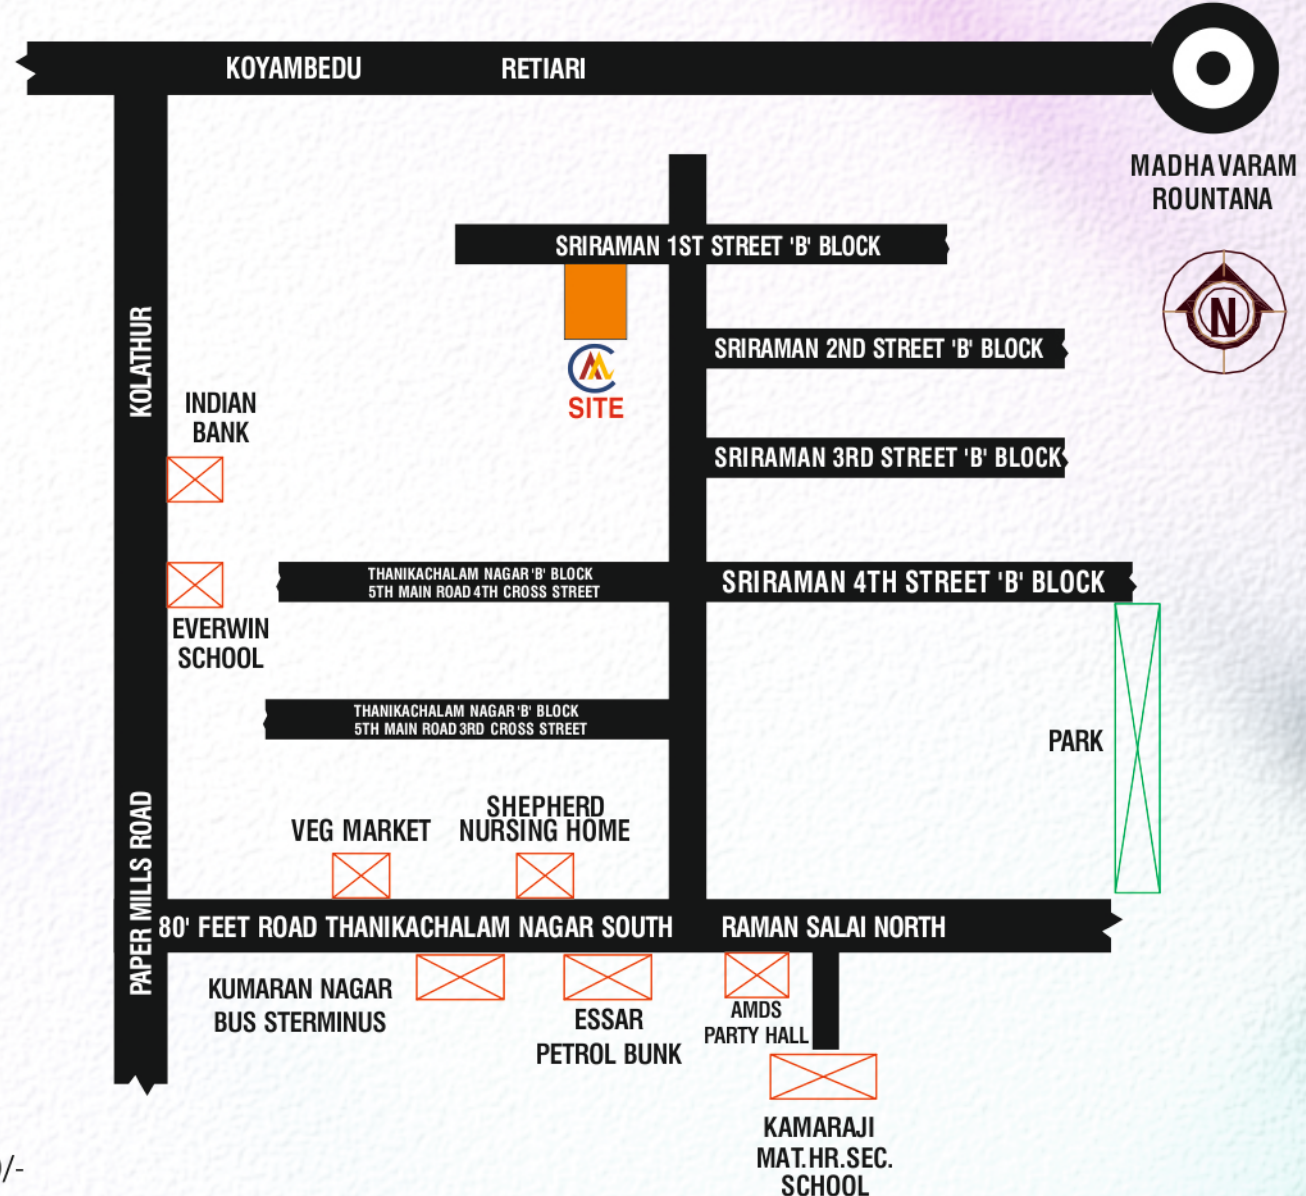 KOYAMBEDU
RETIARI
MADHAVARAM
ROUNTANA
SRIRAMAN 1ST STREET 'B' BLOCK
N
SRIRAMAN 2ND STREET 'B' BLOCK
SITE
KOLATHUR
INDIAN
BANK
SRIRAMAN 3RD STREET 'B' BLOCK
THANIKACHALAM NAGAR 'B' BLOCK
5TH MAIN ROAD 4TH CROSS STREET
SRIRAMAN 4TH STREET 'B' BLOCK
EVERWIN
SCHOOL
THANIKACHALAM NAGAR 'B' BLOCK
5TH MAIN ROAD 3RD CROSS STREET
PARK
PAPER MILLS ROAD
VEG MARKET
SHEPHERD
NURSING HOME
80' FEET ROAD THANIKACHALAM NAGAR SOUTH
RAMAN SALAI NORTH
KUMARAN NAGAR
BUS STERMINUS
ESSAR
PETROL BUNK
AMDS
PARTY HALL
KAMARAJI
MAT.HR.SEC.
SCHOOL
/-